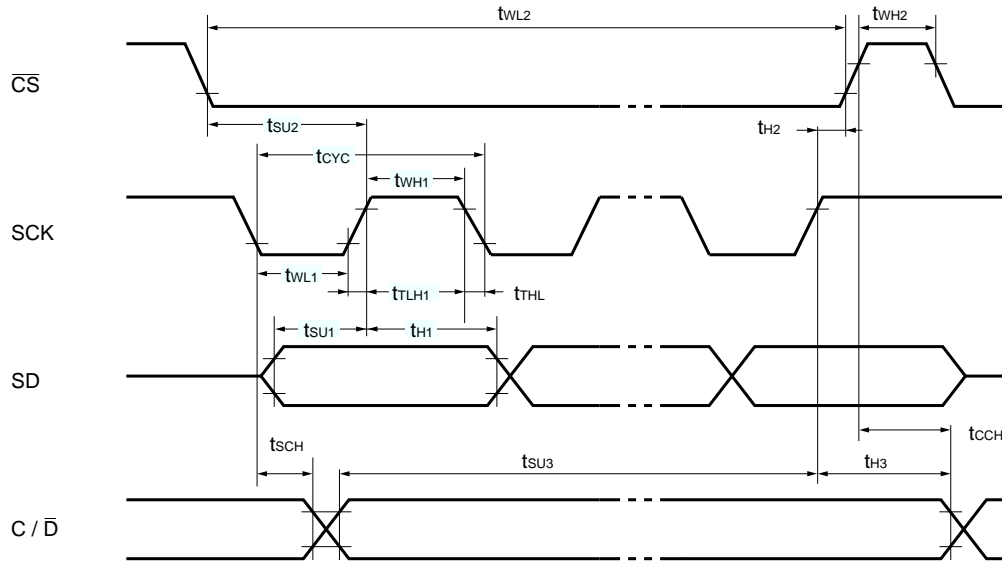 tWL2
tWH2
CS
tSU2
tH2
tCYC
tWH1
SCK
tWL1
tTLH1
tTHL
tSU1
tH1
SD
tSCH
tSU3
tCCH
tH3
C / D